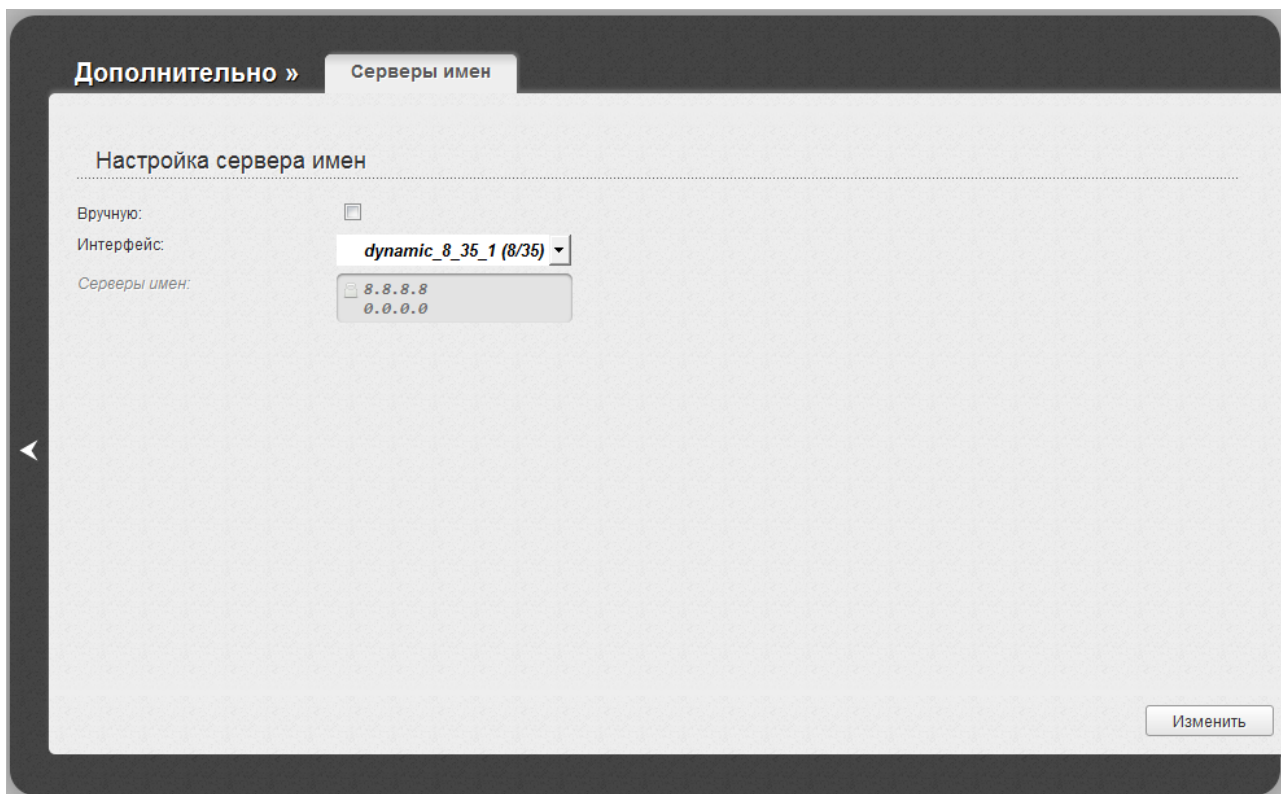 Дополнительно »
Серверы имен
Настройка сервера имен
Вручную:
Интерфейс:
dynamic_8_35_1 (8/35)
Серверы имен:
8.8.8.8
0.0.0.0
Изменить